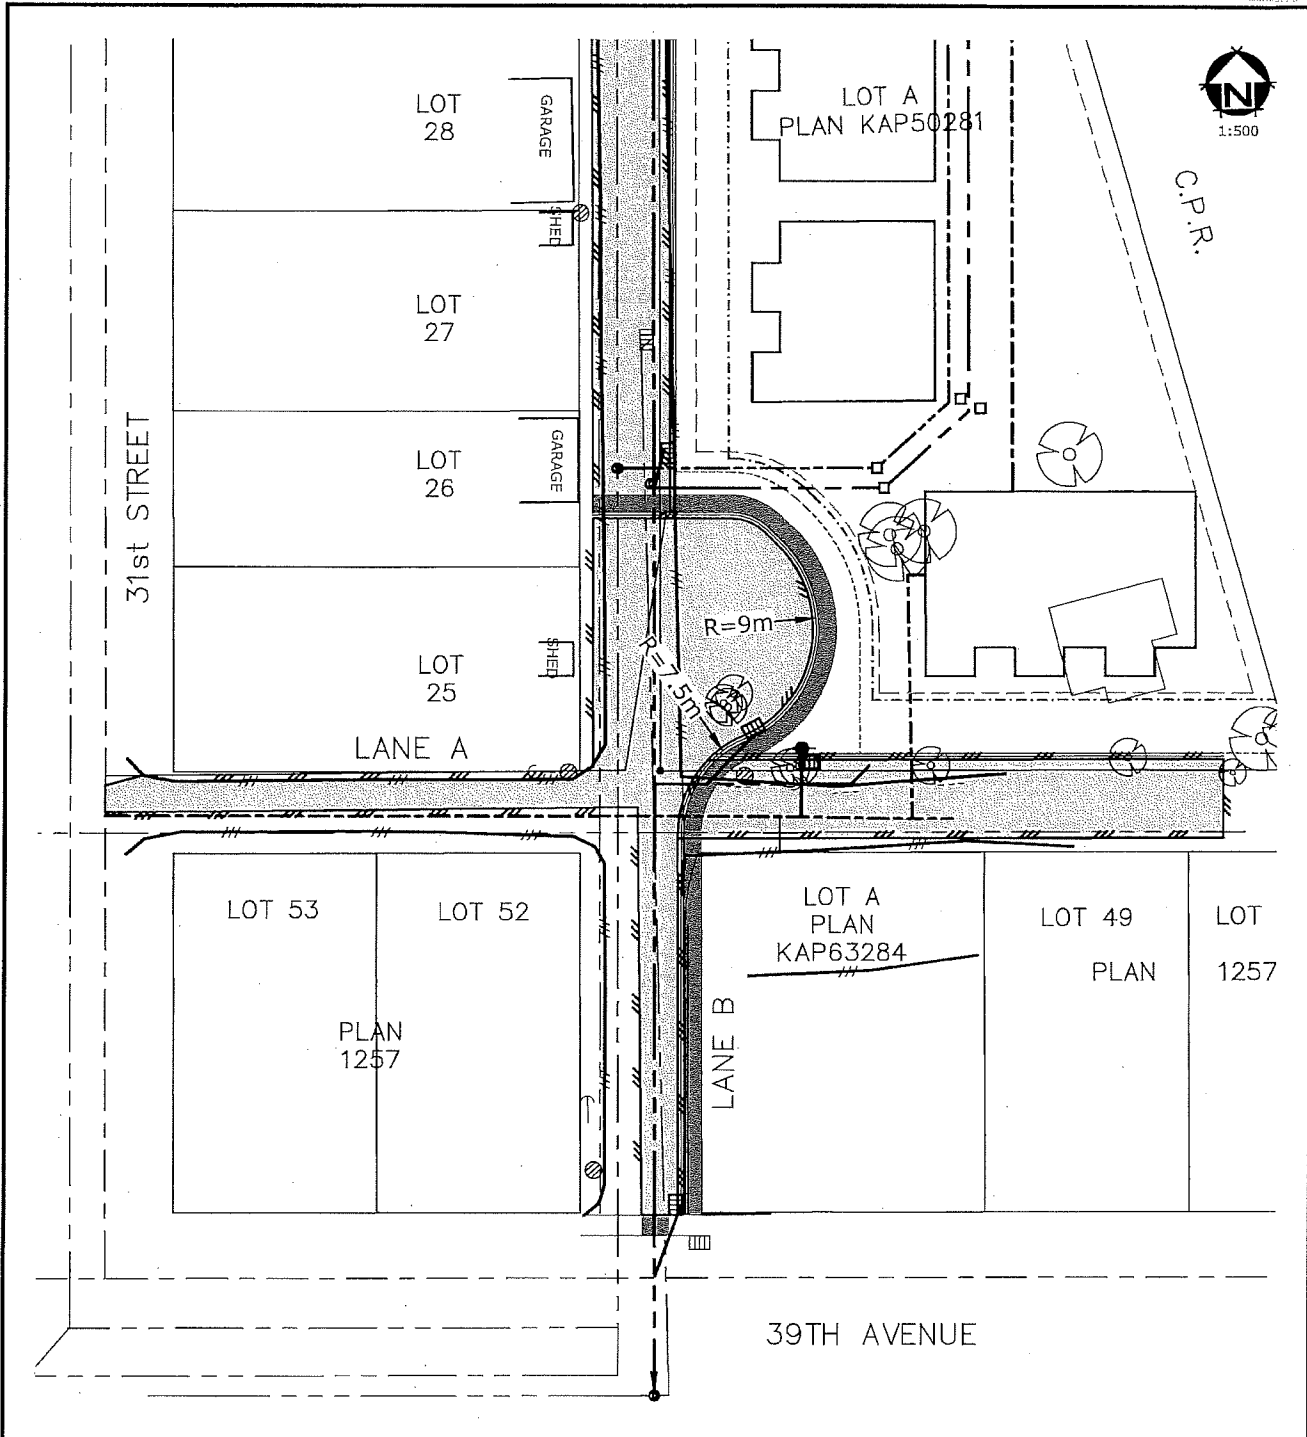 LOT
28
GARAGE
LOT A
PLAN KAP50281
N
1:500
C.P.R.
SHED
LOT
27
31st STREET
LOT
26
GARAGE
R=9m
R=7.5m
LOT
25
SHED
LANE A
LOT 53
LOT 52
PLAN
1257
LANE B
LOT A
PLAN
KAP63284
LOT 49
PLAN
LOT
1257
39TH AVENUE